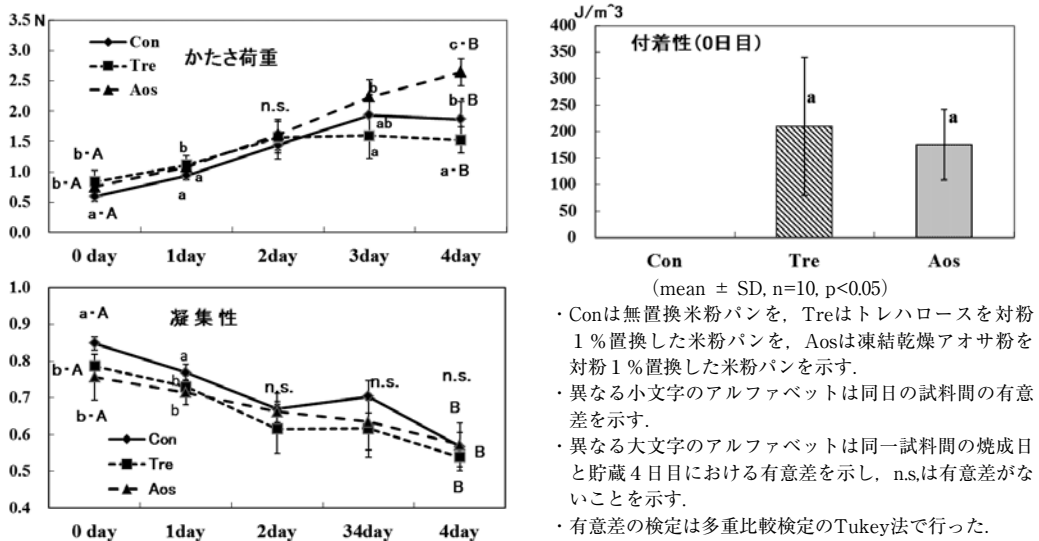 3.5 N
3.0
2.5
2.0
1.5
1.0
0.5
0.0
Con
Tre
Aos
かたさ荷重
b・A
b・A
a・A
b
a
a
n.s.
b
ab
a
c・B
b・B
a・B
0 day 1day 2day 3day 4day
1.0
0.9
0.8
0.7
0.6
0.5
0.4
凝集性
a・A
b・A
b・A
a
b
b
n.s.
n.s.
n.s.
B
B
B
Con
Tre
Aos
0 day 1day 2day 34day 4day
J/m^3
400
350
300
250
200
150
100
50
0
付着性(0日目)
a
a
Con Tre Aos
(mean ± SD, n=10, p<0.05)
・Conは無置換米粉パンを,Treはトレハロースを対粉
1%置換した米粉パンを,Aosは凍結乾燥アオサ粉を
対粉1%置換した米粉パンを示す.
・異なる小文字のアルファベットは同日の試料間の有意
差を示す.
・異なる大文字のアルファベットは同一試料間の焼成日
と貯蔵4日目における有意差を示し,n.s,は有意差がな
いことを示す.
・有意差の検定は多重比較検定のTukey法で行った.